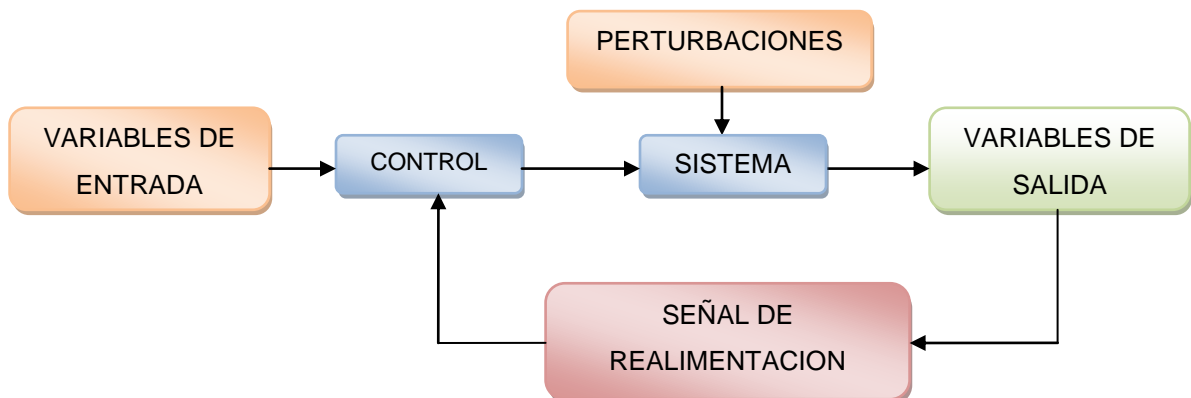 PERTURBACIONES
VARIABLES DE
ENTRADA
CONTROL
SISTEMA
VARIABLES DE
SALIDA
SEÑAL DE
REALIMENTACION